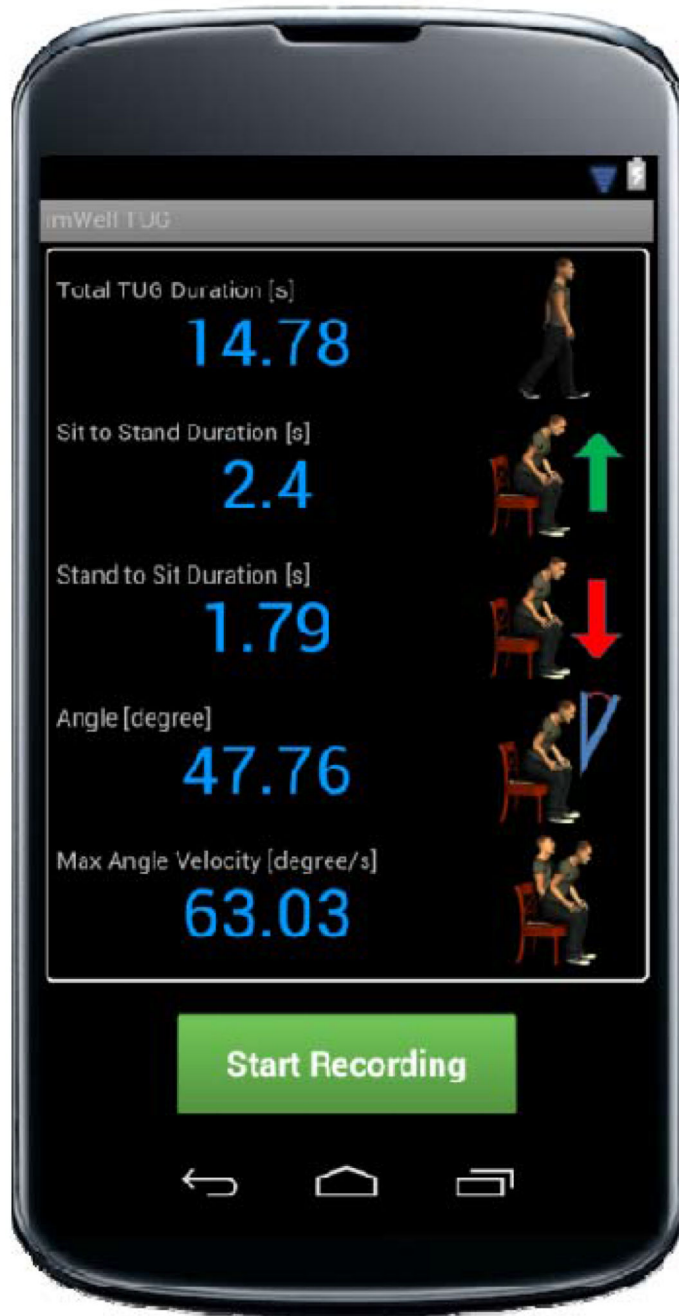 imWell TUG
Total TUG Duration [s]
14.78
Sit to Stand Duration [s]
2.4
Stand to Sit Duration [s]
1.79
Angle [degree]
47.76
Max Angle Velocity [degree/s]
63.03
Start Recording